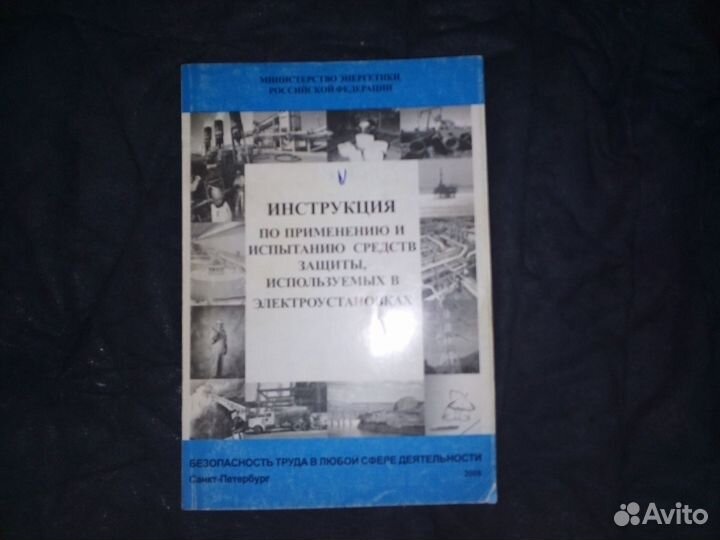 МИНИСТЕРСТВО ЭНЕРГЕТИКИ
РОССИЙСКОЙ ФЕДЕРАЦИИ
ИНСТРУКЦИЯ
ПО ПРИМЕНЕНИЮ И
ИСПЫТАНИЮ СРЕДСТВ
ЗАЩИТЫ,
ИСПОЛЬЗУЕМЫХ В
ЭЛЕКТРОУСТАНОВКАХ
БЕЗОПАСНОСТЬ ТРУДА В ЛЮБОЙ СФЕРЕ ДЕЯТЕЛЬНОСТИ
Санкт-Петербург
Avito